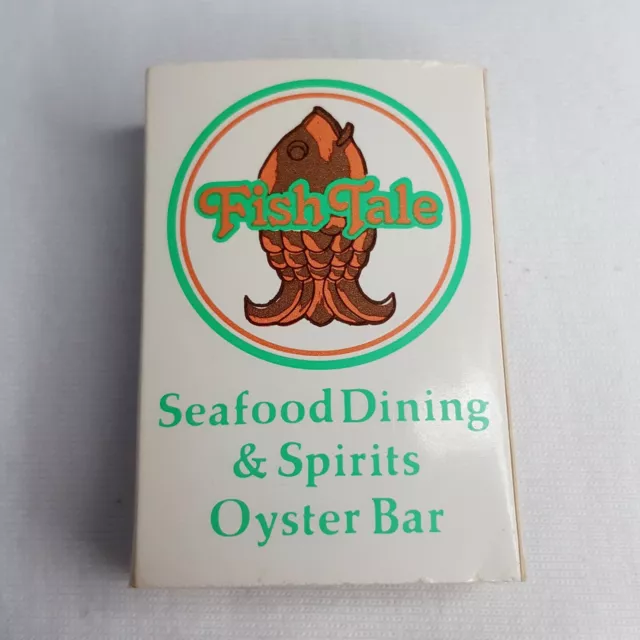 Fish Tale
Seafood Dining
& Spirits
Oyster Bar